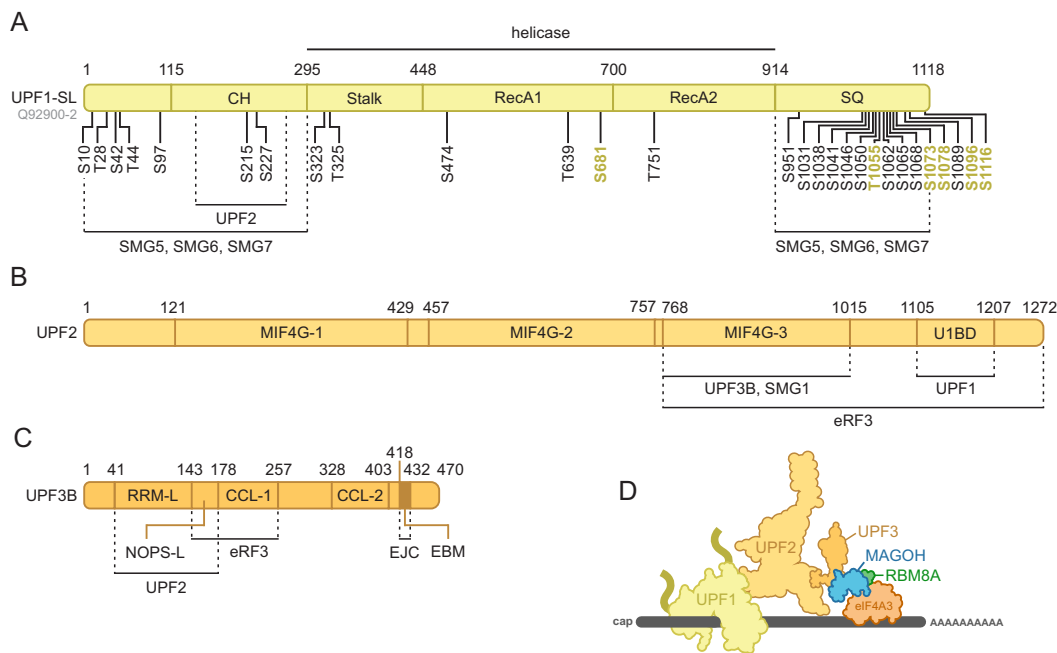 A
helicase
1 115 295 448 700 914 1118
UPF1-SL CH Stalk RecA1 RecA2 SQ
Q92900-2
S10 T28 S42 T44 S97 S215 S227 S323 T325 S474 T639 S681 T751 S951 S1031 S1038 S1041 S1046 S1050 T1055 S1062 S1065 S1068 S1073 S1078 S1089 S1096 S1116
UPF2
SMG5, SMG6, SMG7 SMG5, SMG6, SMG7
B
1 121 429 457 757 768 1015 1105 1207 1272
UPF2 MIF4G-1 MIF4G-2 MIF4G-3 U1BD
UPF3B, SMG1 UPF1
eRF3
C
418
1 41 143 178 257 328 403 432 470
UPF3B RRM-L CCL-1 CCL-2
NOPS-L eRF3 EJC EBM
UPF2
D
UPF3
UPF2
MAGOH
RBM8A
UPF1
eIF4A3
cap AAAAAAAAAA